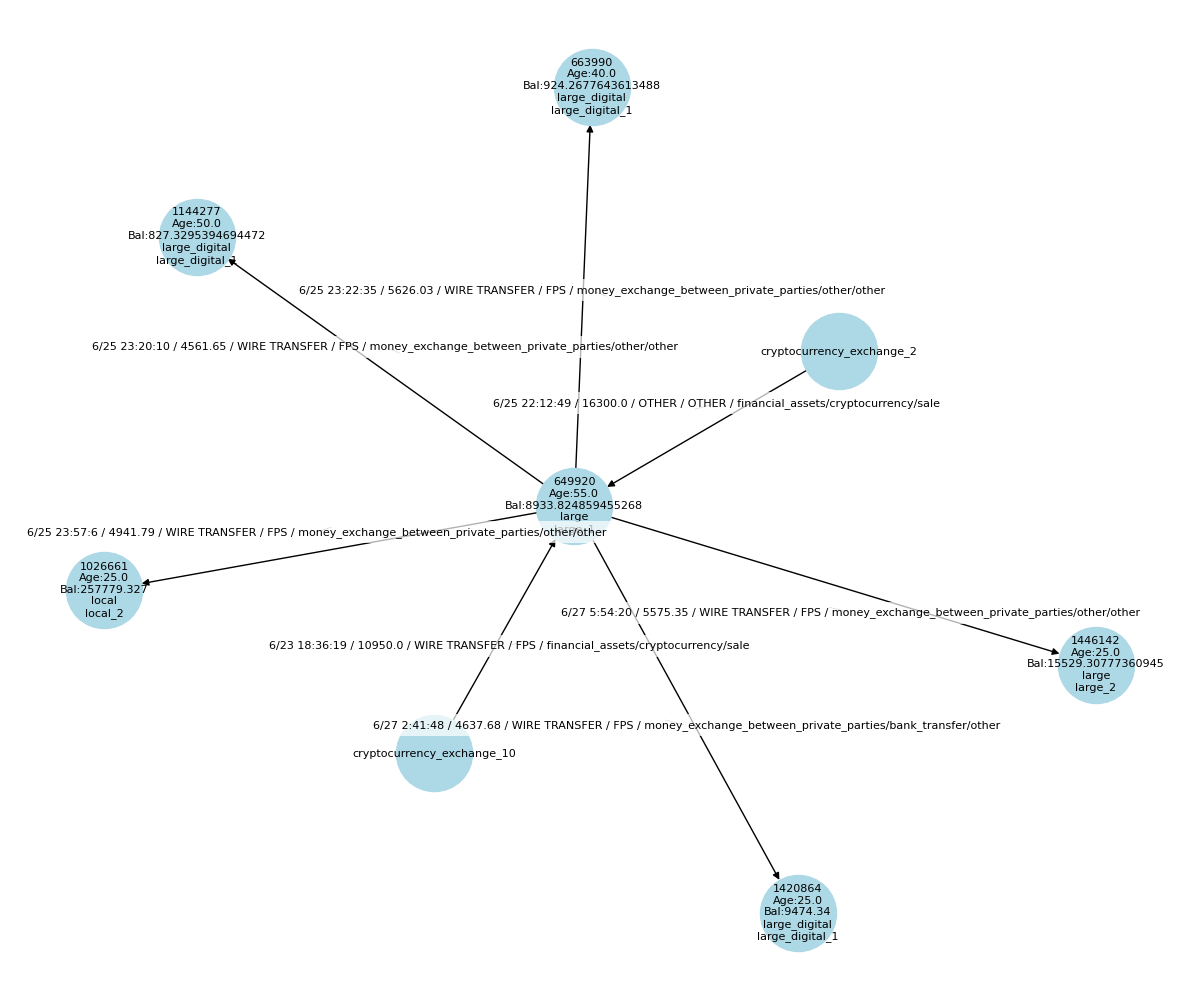 663990
Age:40.0
Bal:924.2677643613488
large_digital
large_digital_1
1144277
Age:50.0
Bal:827.3295394694472
large_digital
large_digital_1
6/25 23:22:35 / 5626.03 / WIRE TRANSFER / FPS / money_exchange_between_private_parties/other/other
6/25 23:20:10 / 4561.65 / WIRE TRANSFER / FPS / money_exchange_between_private_parties/other/other
cryptocurrency_exchange_2
6/25 22:12:49 / 16300.0 / OTHER / OTHER / financial_assets/cryptocurrency/sale
649920
Age:55.0
Bal:8933.824859455268
large
large_1
6/25 23:57:6 / 4941.79 / WIRE TRANSFER / FPS / money_exchange_between_private_parties/other/other
1026661
Age:25.0
Bal:257779.327
local
local_2
6/27 5:54:20 / 5575.35 / WIRE TRANSFER / FPS / money_exchange_between_private_parties/other/other
6/23 18:36:19 / 10950.0 / WIRE TRANSFER / FPS / financial_assets/cryptocurrency/sale
1446142
Age:25.0
Bal:15529.30777360945
large
large_2
6/27 2:41:48 / 4637.68 / WIRE TRANSFER / FPS / money_exchange_between_private_parties/bank_transfer/other
cryptocurrency_exchange_10
1420864
Age:25.0
Bal:9474.34
large_digital
large_digital_1